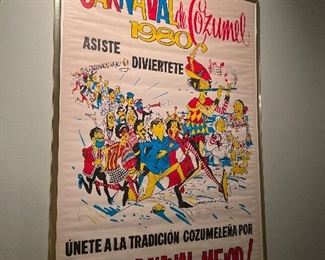 CARNAVAL de Cozumel
1980
ASISTE
DIVIERTETE
ÚNETE A LA TRADICIÓN COZUMELEÑA POR
MEJOR!